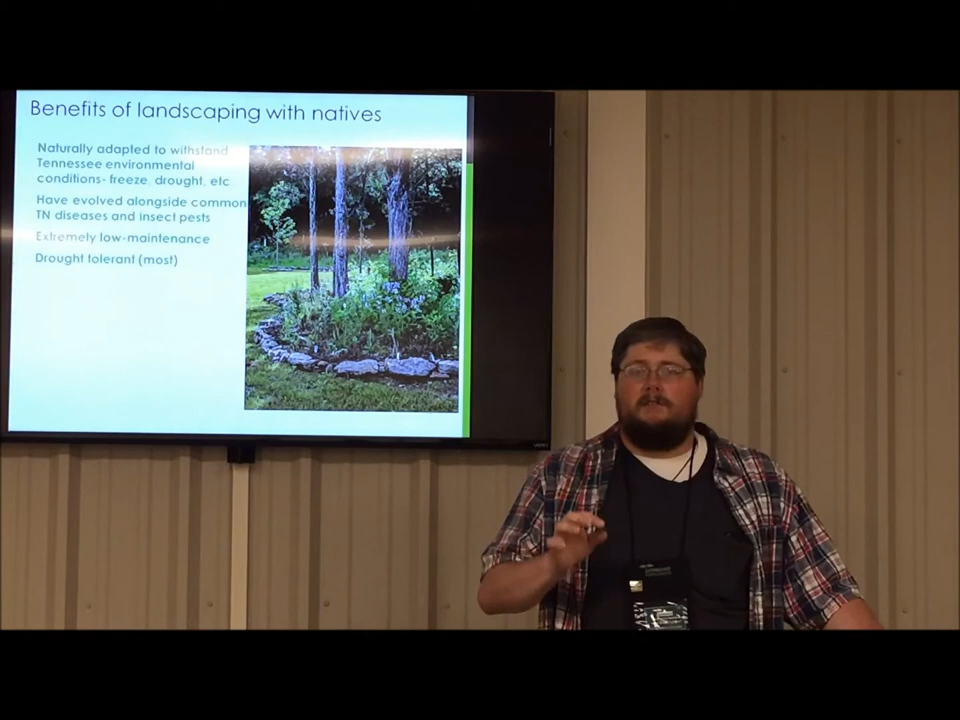 Benefits of landscaping with natives
Naturally adapted to withstand
Tennessee environmental
conditions- freeze, drought, etc
Have evolved alongside common
TN diseases and insect pests
Extremely low-maintenance
Drought tolerant (most)